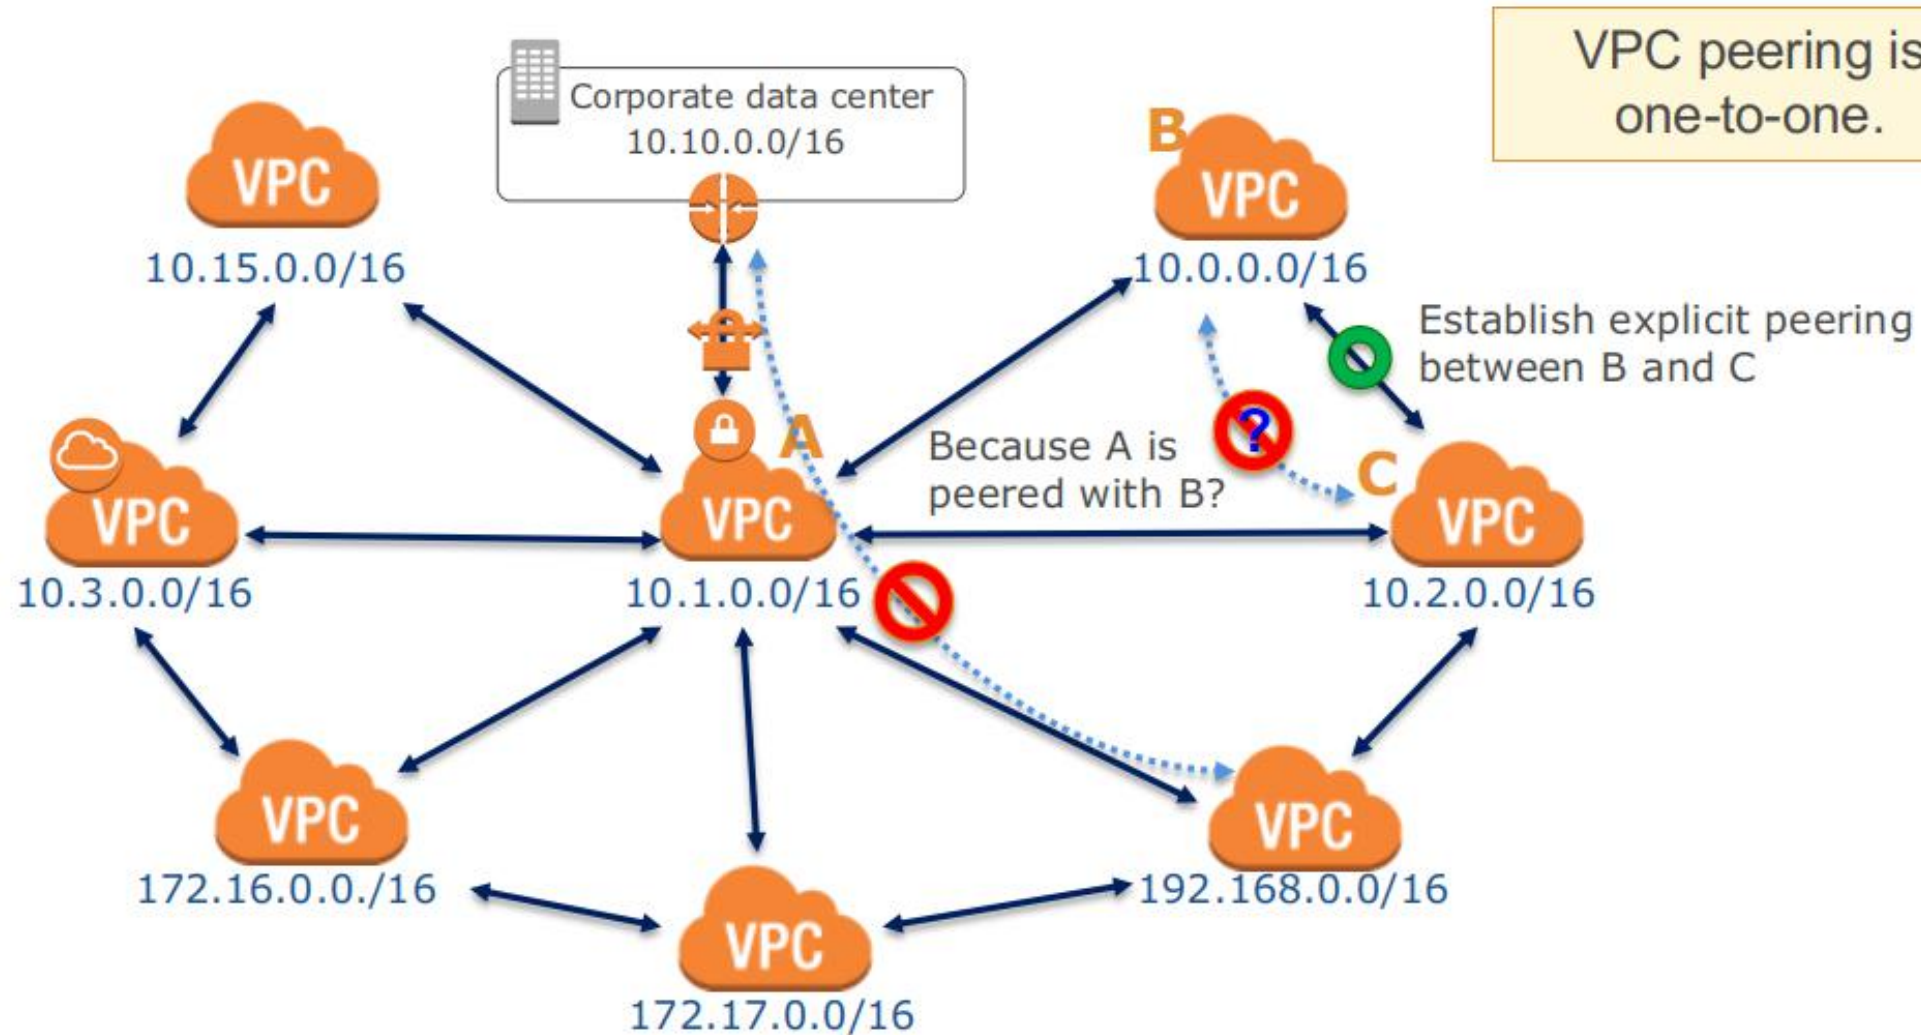 VPC peering is
one-to-one.
Corporate data center
10.10.0.0/16
VPC
10.15.0.0/16
B
VPC
10.0.0.0/16
Establish explicit peering
between B and C
?
Because A is
peered with B?
A
C
VPC
10.3.0.0/16
VPC
10.1.0.0/16
VPC
10.2.0.0/16
VPC
172.16.0.0./16
VPC
172.17.0.0/16
VPC
192.168.0.0/16